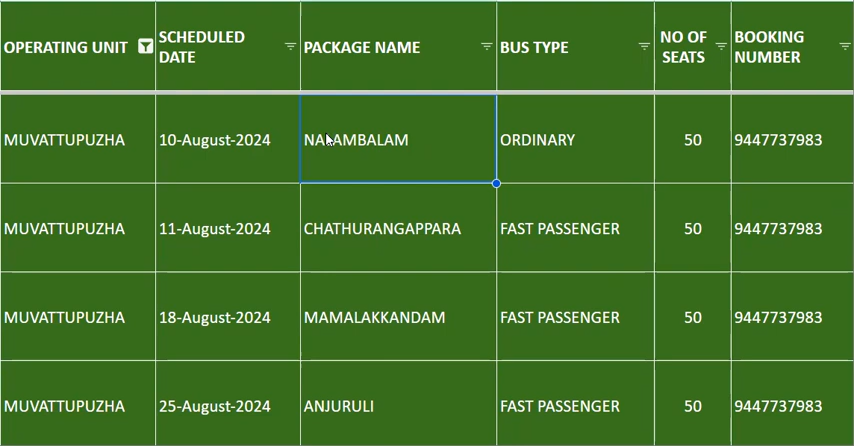 OPERATING UNIT SCHEDULED DATE PACKAGE NAME BUS TYPE NO OF SEATS BOOKING NUMBER
MUVATTUPUZHA 10-August-2024 NALAMBALAM ORDINARY 50 9447737983
MUVATTUPUZHA 11-August-2024 CHATHURANGAPPARA FAST PASSENGER 50 9447737983
MUVATTUPUZHA 18-August-2024 MAMALAKKANDAM FAST PASSENGER 50 9447737983
MUVATTUPUZHA 25-August-2024 ANJURULI FAST PASSENGER 50 9447737983